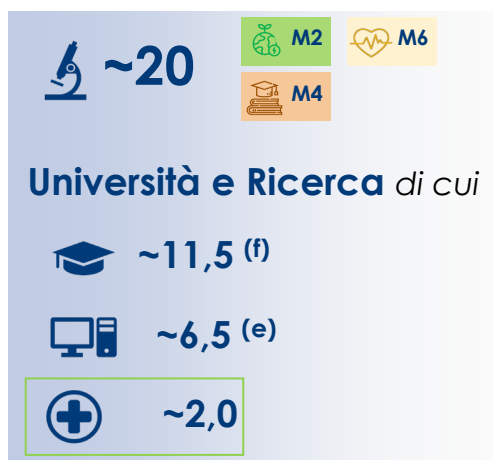 ~20
M2
M6
M4
Università e Ricerca di cui
~11,5 (f)
~6,5 (e)
~2,0